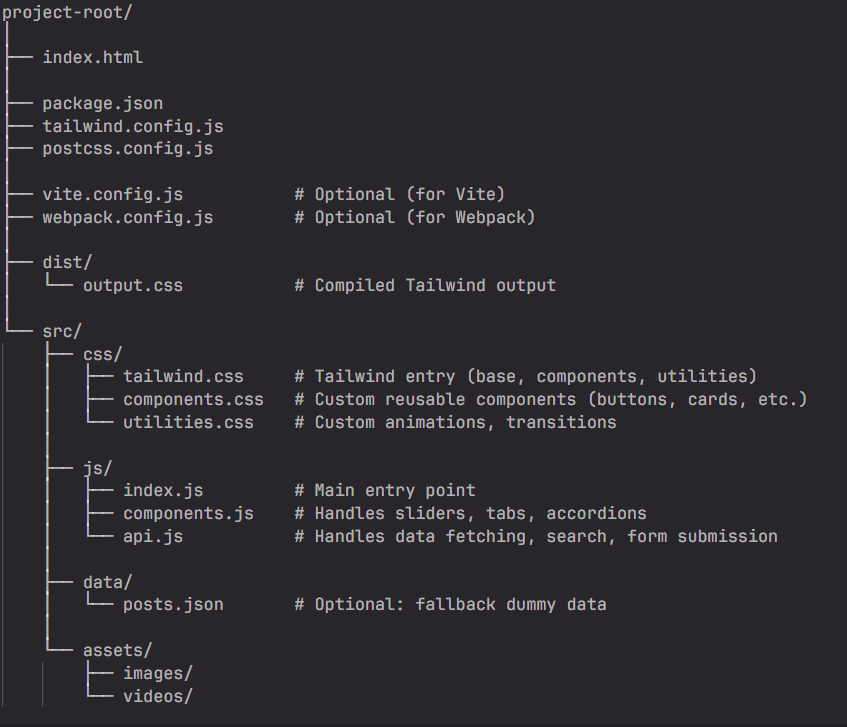 project-root/
│
├── index.html
│
├── package.json
├── tailwind.config.js
├── postcss.config.js
│
├── vite.config.js           # Optional (for Vite)
├── webpack.config.js        # Optional (for Webpack)
│
├── dist/
│   └── output.css           # Compiled Tailwind output
│
└── src/
    ├── css/
    │   ├── tailwind.css     # Tailwind entry (base, components, utilities)
    │   ├── components.css   # Custom reusable components (buttons, cards, etc.)
    │   └── utilities.css    # Custom animations, transitions
    │
    ├── js/
    │   ├── index.js         # Main entry point
    │   ├── components.js    # Handles sliders, tabs, accordions
    │   └── api.js           # Handles data fetching, search, form submission
    │
    ├── data/
    │   └── posts.json       # Optional: fallback dummy data
    │
    └── assets/
        ├── images/
        └── videos/